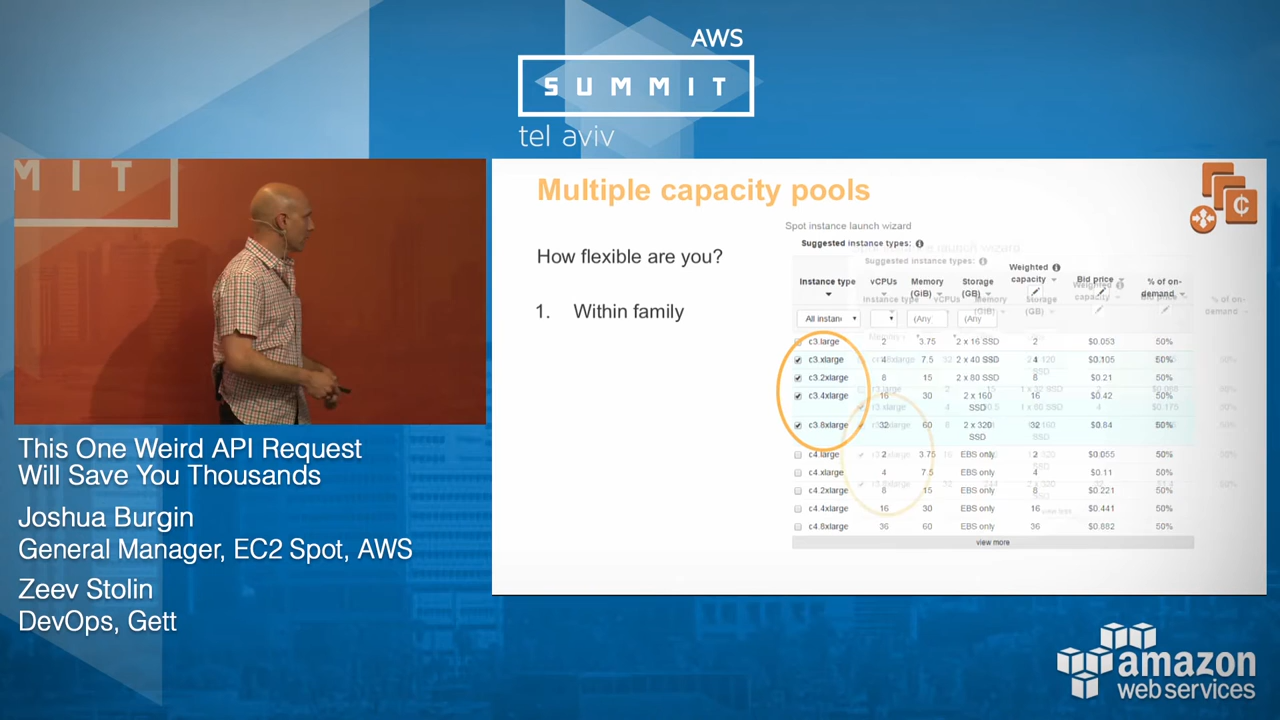 AWS
SUMMIT
tel aviv
MIT
Multiple capacity pools
How flexible are you?
1. Within family
Spot instance launch wizard
Suggested instance types:
Instance type vCPUs Memory (GiB) Storage (GB) Weighted capacity Bid price % of on-demand
All instan (Any (Any
c3.large 2 3.75 2 x 16 SSD 2 $0.053 50%
c3.xlarge 4 7.5 2 x 40 SSD 4 $0.105 50%
c3.2xlarge 8 15 2 x 80 SSD 8 $0.21 50%
c3.4xlarge 16 30 2 x 160 SSD 16 $0.42 50%
c3.8xlarge 32 60 2 x 320 SSD 32 $0.84 50%
c4.large 2 3.75 EBS only 2 $0.055 50%
c4.xlarge 4 7.5 EBS only 4 $0.11 50%
c4.2xlarge 8 15 EBS only 8 $0.221 50%
c4.4xlarge 16 30 EBS only 16 $0.441 50%
c4.8xlarge 36 60 EBS only 36 $0.882 50%
view more
This One Weird API Request
Will Save You Thousands
Joshua Burgin
General Manager, EC2 Spot, AWS
Zeev Stolin
DevOps, Gett
amazon
web services